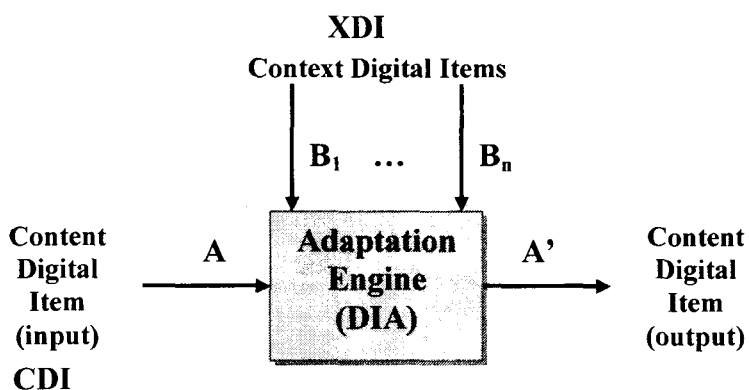 XDI
Context Digital Items
B₁ ... Bₙ
Content
Digital
Item
(input)
CDI
A
Adaptation
Engine
(DIA)
A’
Content
Digital
Item
(output)